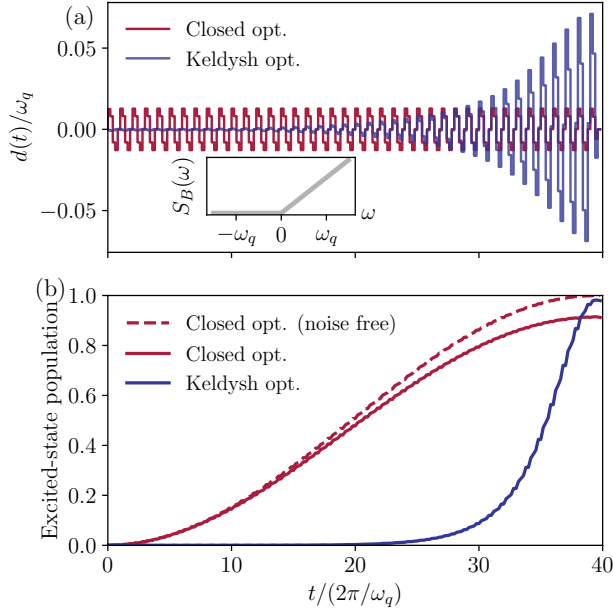 (a)
Closed opt.
Keldysh opt.
0.05
0.00
−0.05
d(t)/ω_q
S_B(ω)
−ω_q 0 ω_q ω
(b)
1.0
0.8
0.6
0.4
0.2
0.0
Excited-state population
Closed opt. (noise free)
Closed opt.
Keldysh opt.
0 10 20 30 40
t/(2π/ω_q)